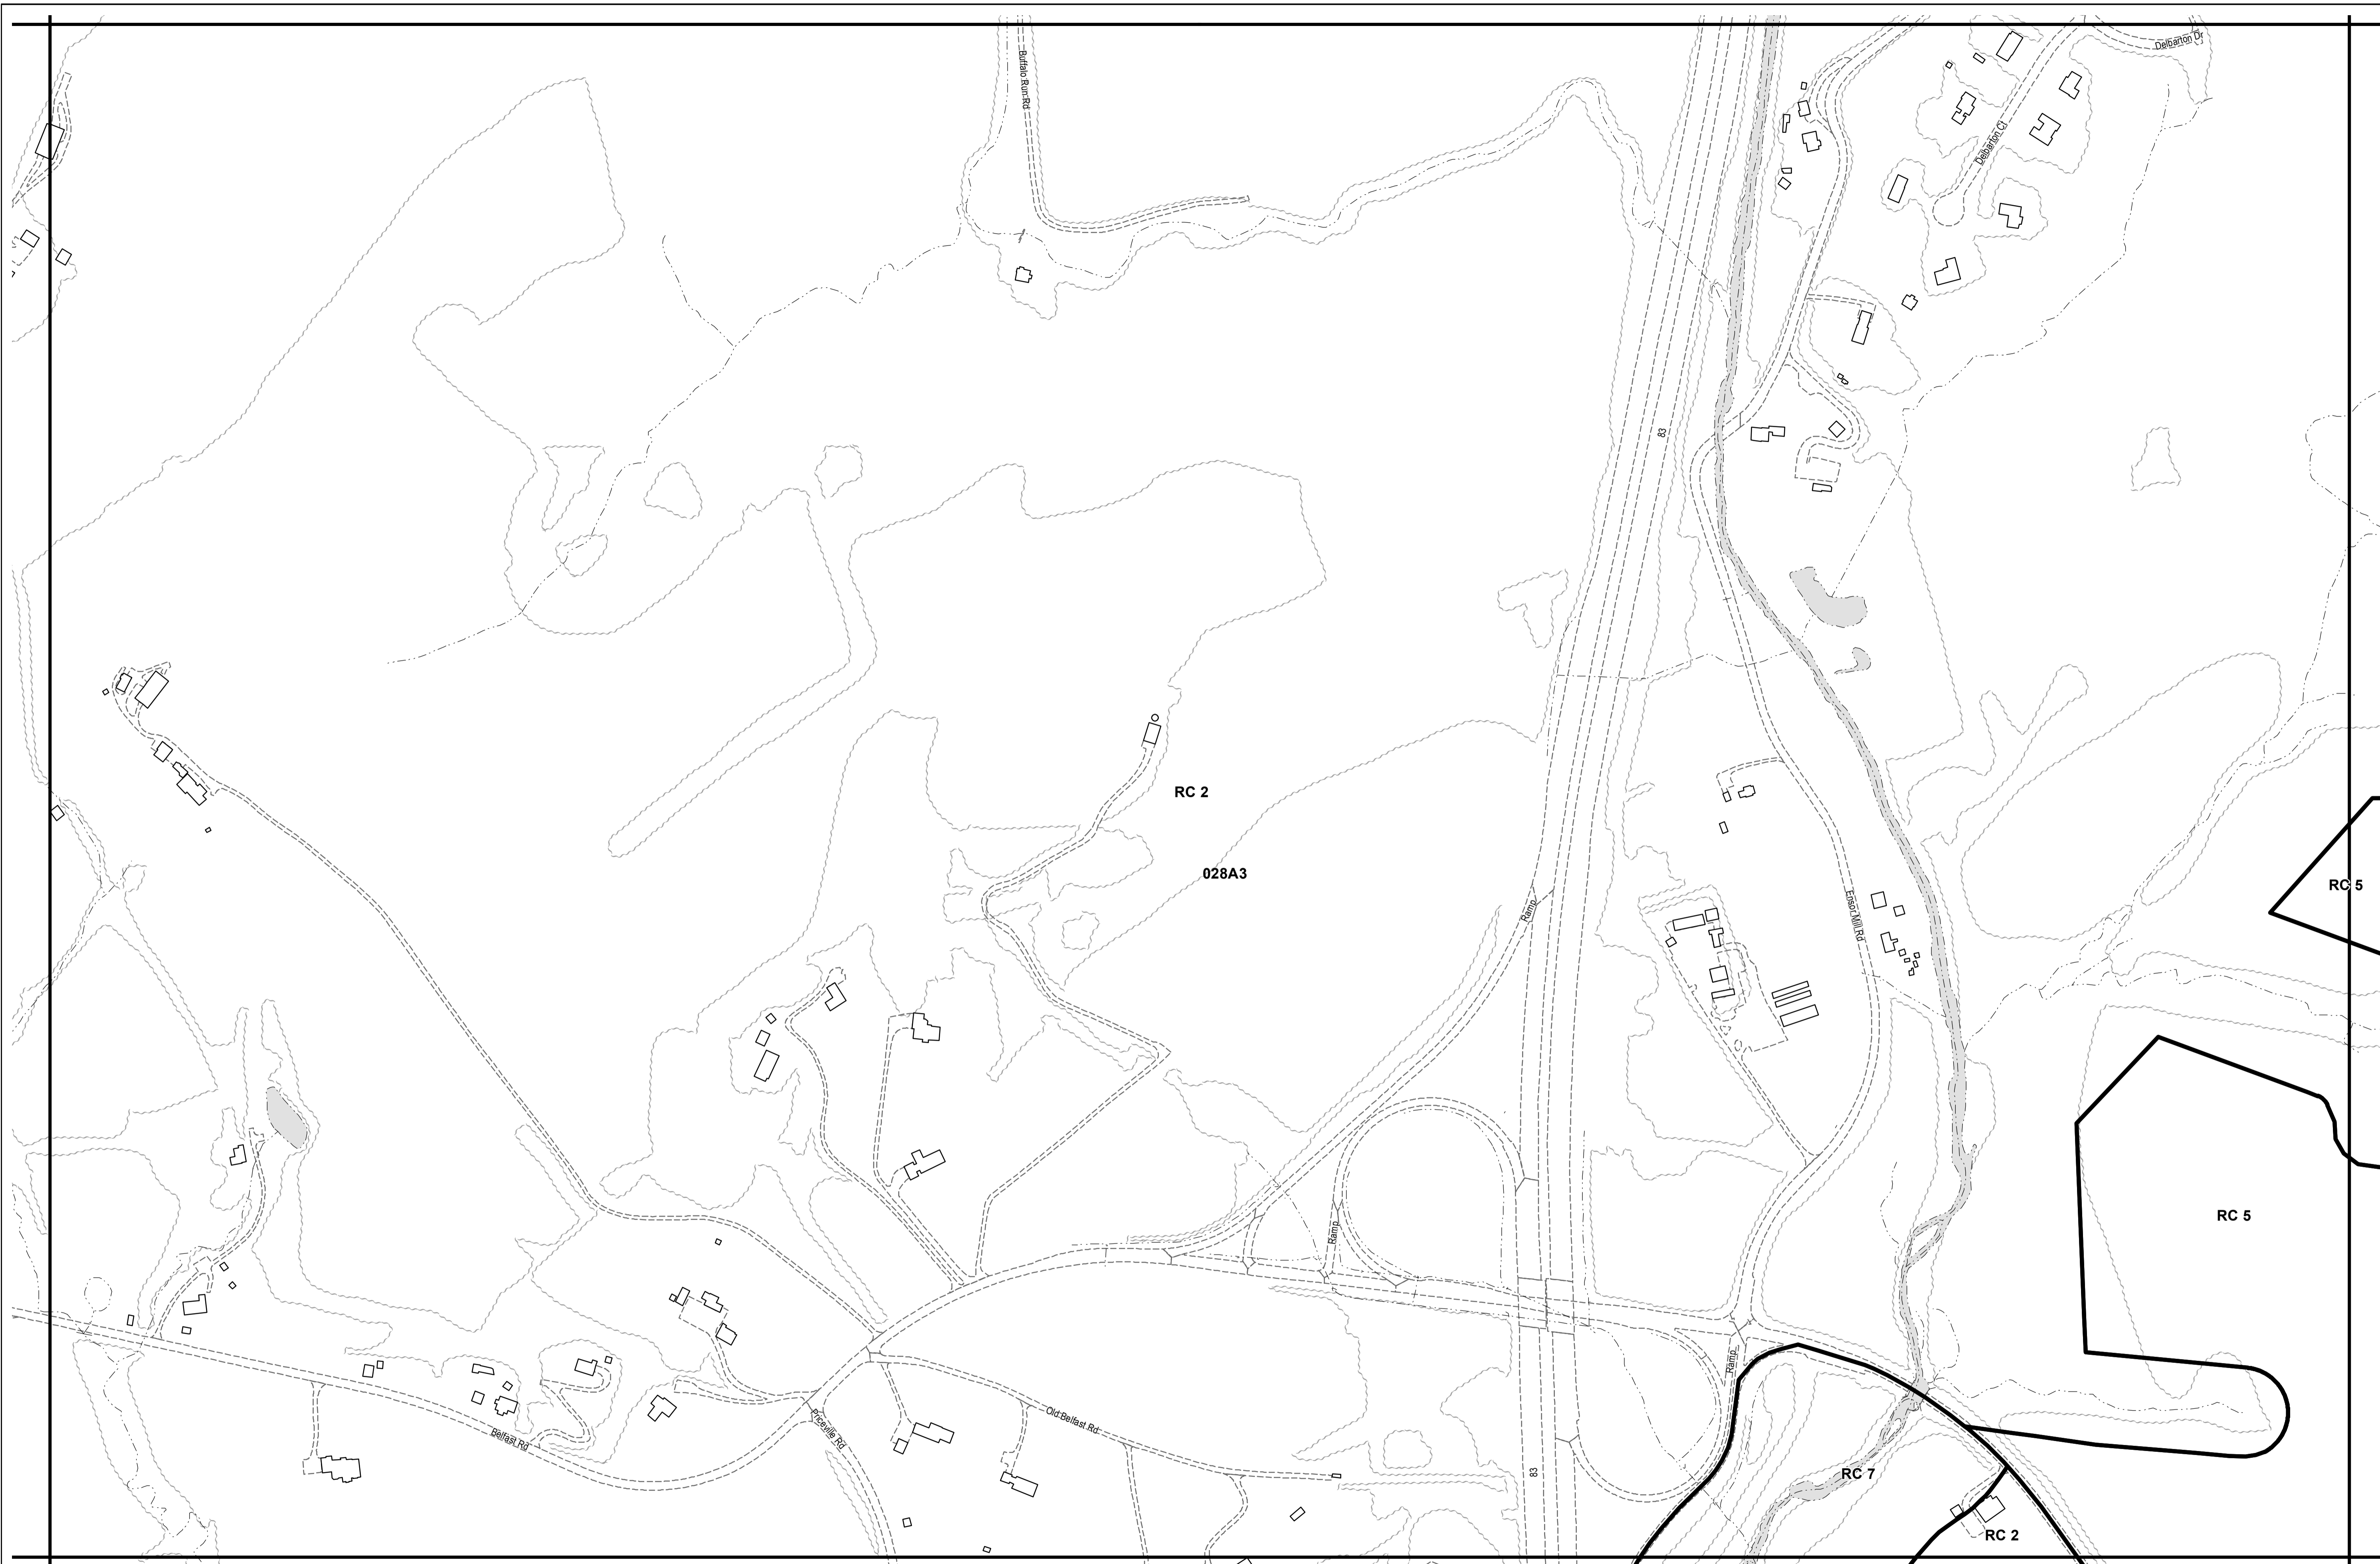 Delbarton Dr
Buffalo Run Rd
Delbarton Ct
83
RC 2
028A3
RC 5
Ramp
Ensor Mill Rd
RC 5
Ramp
Ramp
Old Belfast Rd
Priceville Rd
Belfast Rd
83
RC 7
RC 2